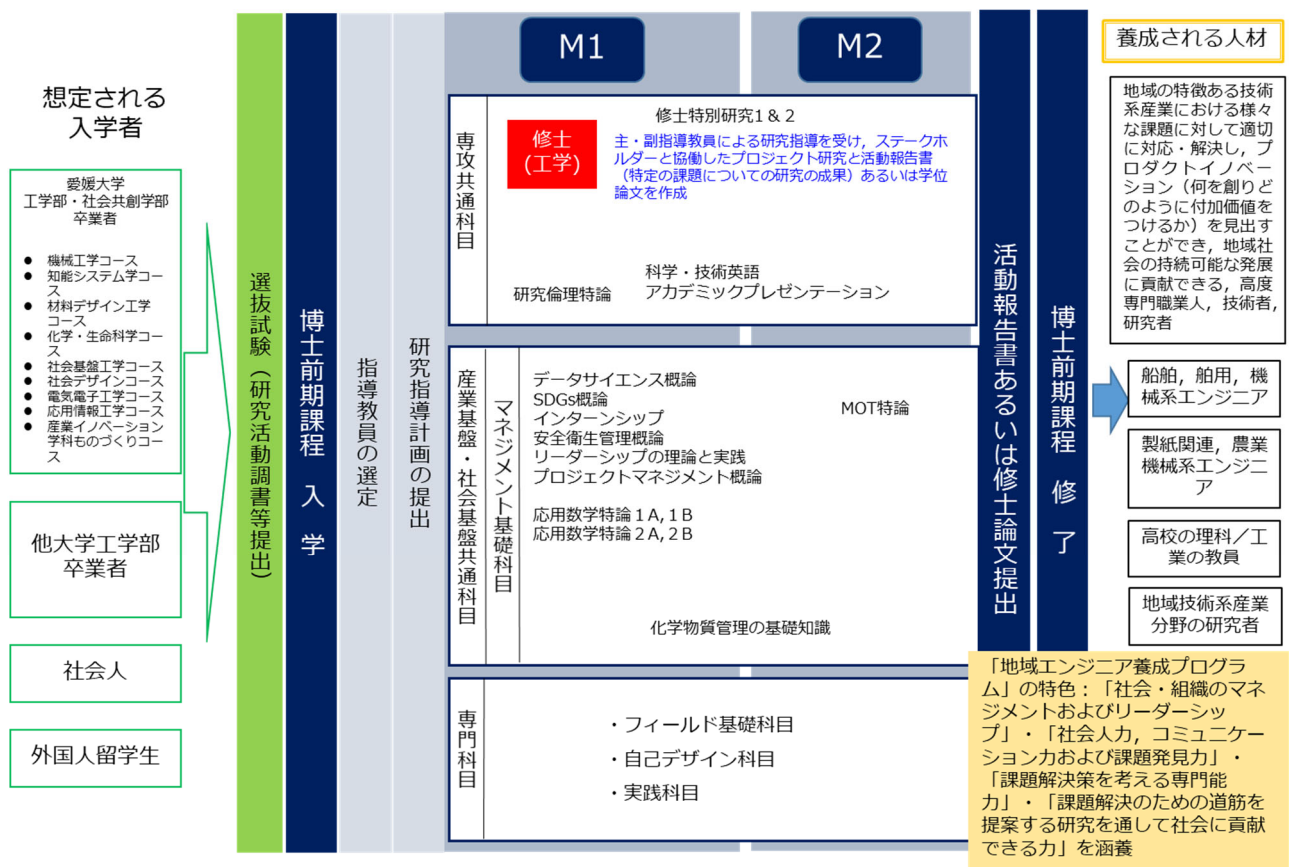 想定される
入学者
愛媛大学
工学部・社会共創学部
卒業者
● 機械工学コース
● 知能システム学コー
ス
● 材料デザイン工学
コース
● 化学・生命科学コー
ス
● 社会基盤工学コース
● 社会デザインコース
● 電気電子工学コース
● 応用情報工学コース
● 産業イノベーション
学科ものづくりコー
ス
他大学工学部
卒業者
社会人
外国人留学生
選抜試験（研究活動調書等提出）
博士前期課程 入 学
指導教員の選定
研究指導計画の提出
M1
M2
専攻共通科目
修士
(工学)
修士特別研究1 & 2
主・副指導教員による研究指導を受け，ステークホ
ルダーと協働したプロジェクト研究と活動報告書
（特定の課題についての研究の成果）あるいは学位
論文を作成
研究倫理特論
科学・技術英語
アカデミックプレゼンテーション
産業基盤・社会基盤共通科目
マネジメント基礎科目
データサイエンス概論
SDGs概論
インターンシップ
安全衛生管理概論
リーダーシップの理論と実践
プロジェクトマネジメント概論
応用数学特論１A, 1Ｂ
応用数学特論２A, 2Ｂ
MOT特論
化学物質管理の基礎知識
専門科目
・フィールド基礎科目
・自己デザイン科目
・実践科目
活動報告書あるいは修士論文提出
博士前期課程 修 了
養成される人材
地域の特徴ある技術
系産業における様々
な課題に対して適切
に対応・解決し，プ
ロダクトイノベー
ション（何を創りど
のように付加価値を
つけるか）を見出す
ことができ，地域社
会の持続可能な発展
に貢献できる，高度
専門職業人，技術者，
研究者
船舶，舶用，機
械系エンジニア
製紙関連，農業
機械系エンジニ
ア
高校の理科／工
業の教員
地域技術系産業
分野の研究者
「地域エンジニア養成プログラ
ム」の特色：「社会・組織のマネ
ジメントおよびリーダーシッ
プ」・「社会人力，コミュニケー
ション力および課題発見力」・
「課題解決策を考える専門能
力」・「課題解決のための道筋を
提案する研究を通して社会に貢献
できる力」を涵養